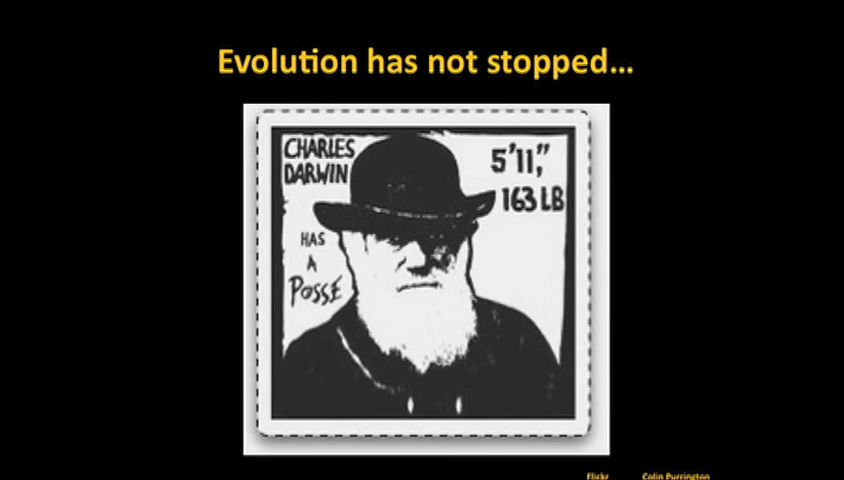 Evolution has not stopped...
CHARLES
DARWIN
HAS
A
POSSE
5'11,"
163 LB
Flickr Colin Purrington